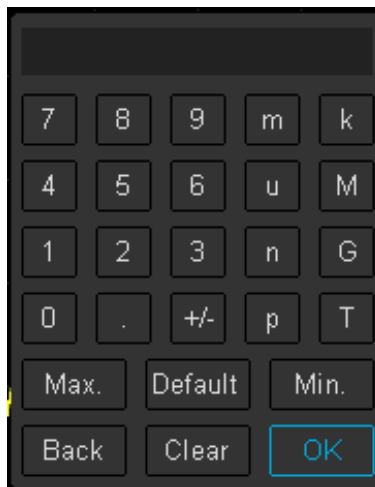 7 8 9 m k
4 5 6 u M
1 2 3 n G
0 . +/- p T
Max. Default Min.
Back Clear OK